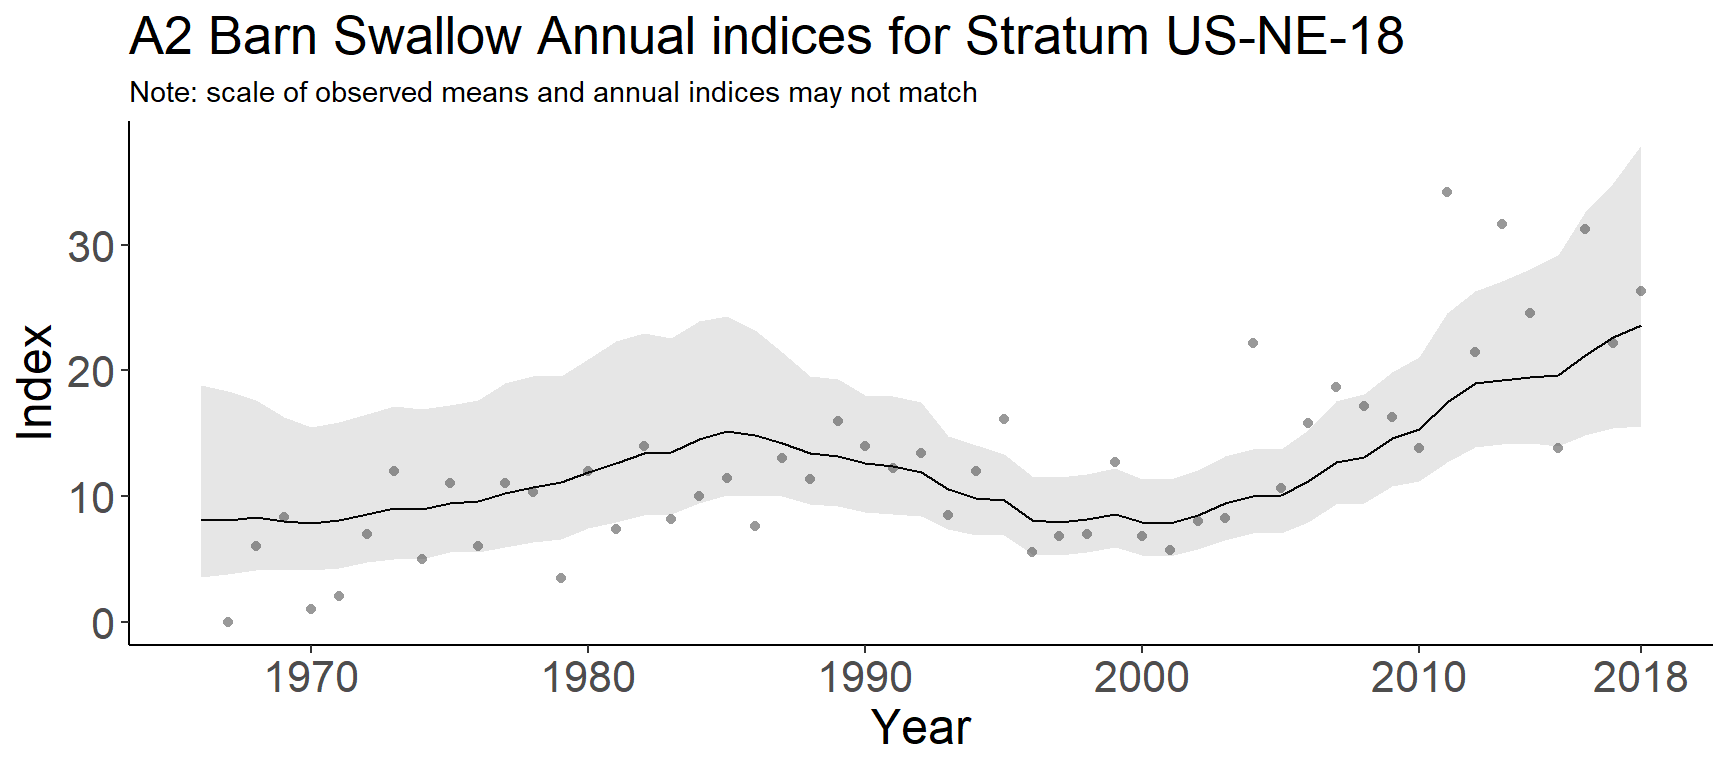 A2 Barn Swallow Annual indices for Stratum US-NE-18
Note: scale of observed means and annual indices may not match
30
20
10
0
Index
1970 1980 1990 2000 2010 2018
Year